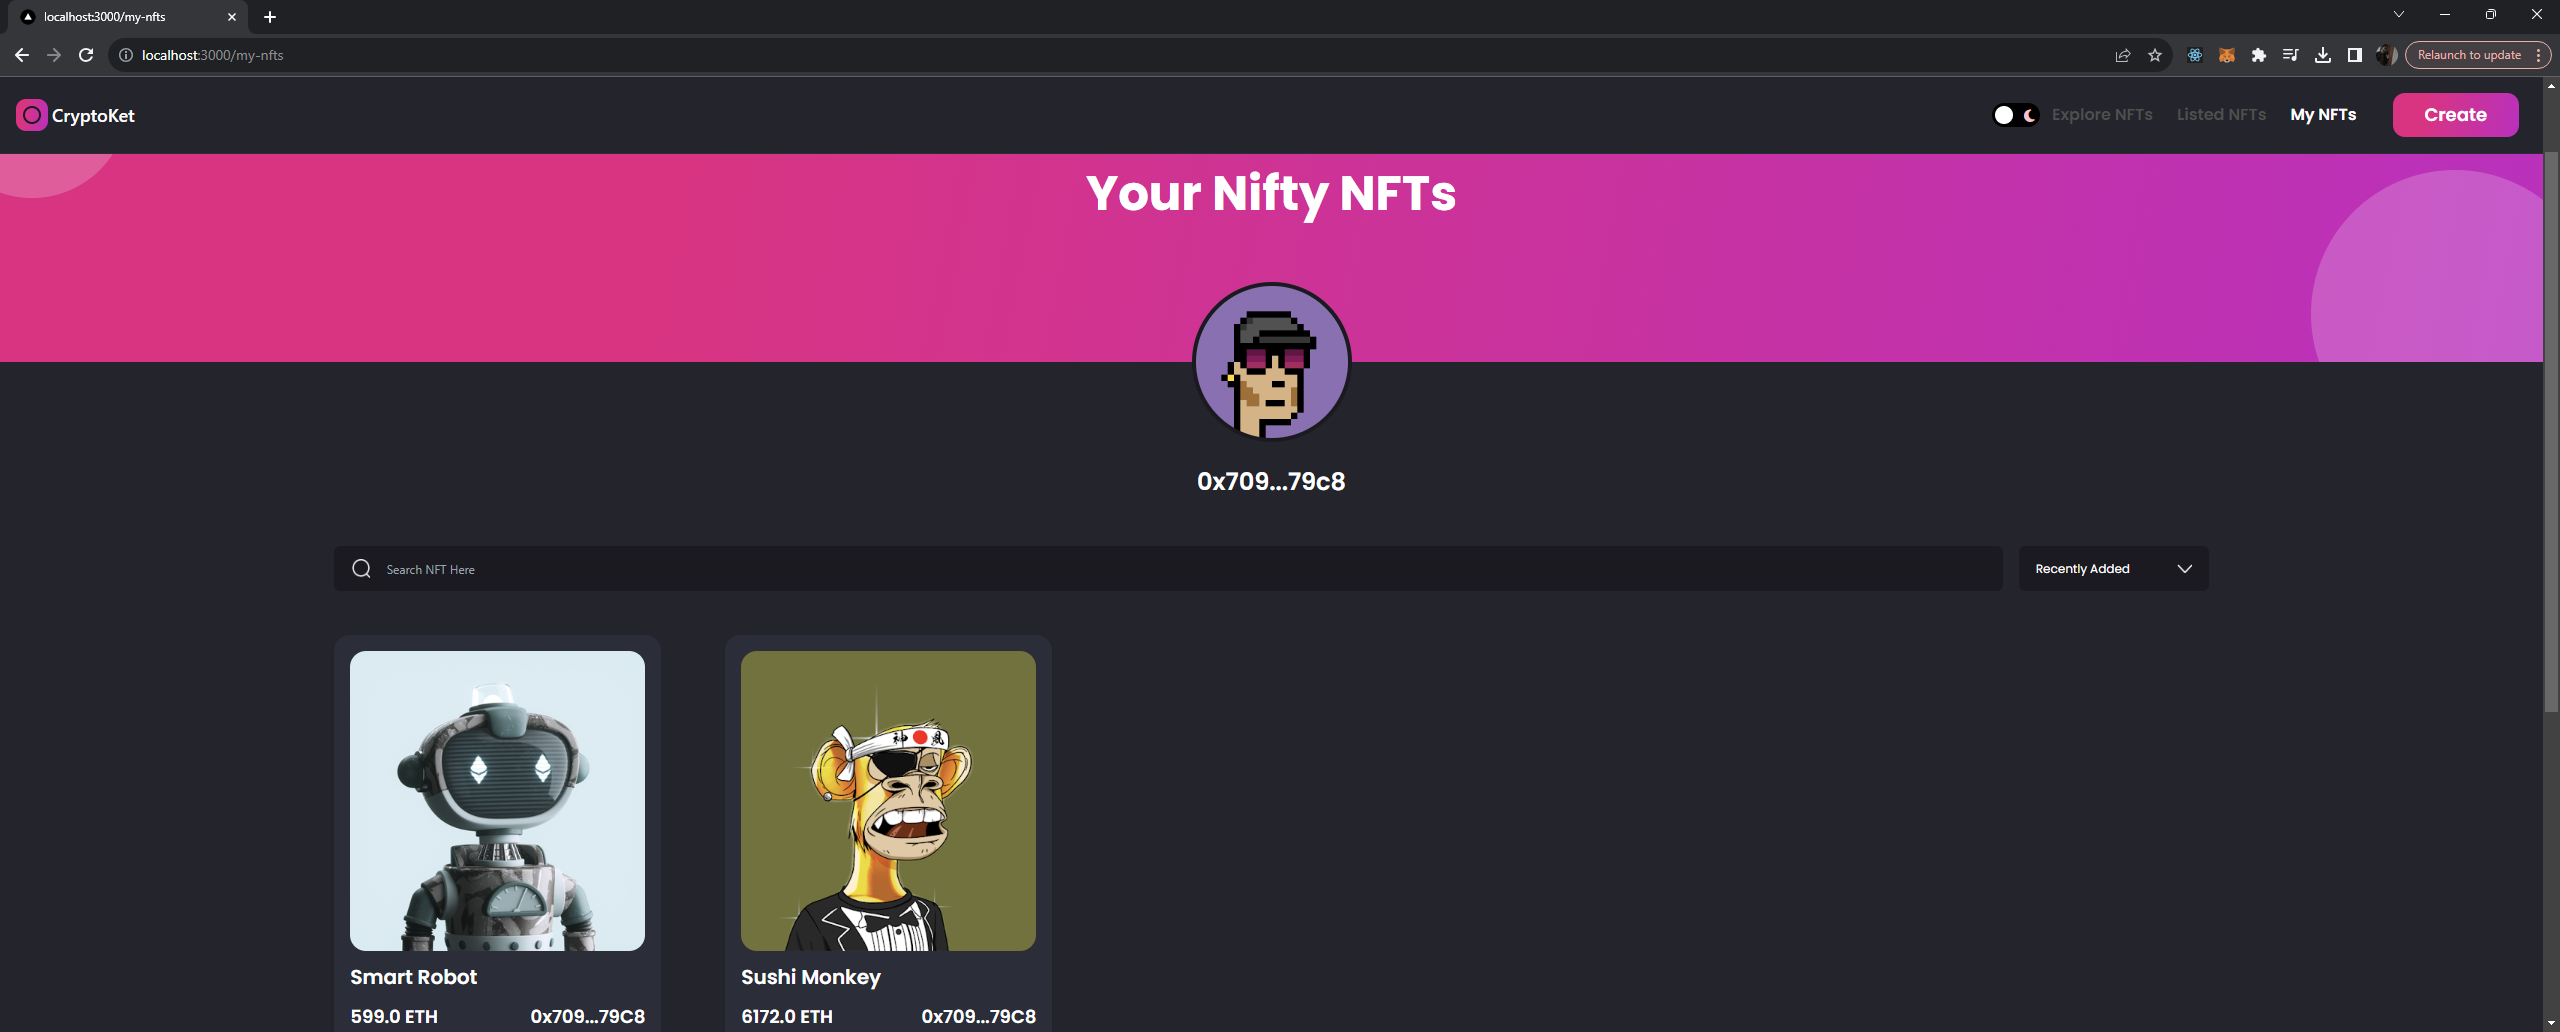 localhost:3000/my-nfts
localhost:3000/my-nfts
Relaunch to update
CryptoKet
Explore NFTs
Listed NFTs
My NFTs
Create
Your Nifty NFTs
0x709...79c8
Search NFT Here
Recently Added
神風
Smart Robot
599.0 ETH
0x709...79C8
Sushi Monkey
6172.0 ETH
0x709...79C8